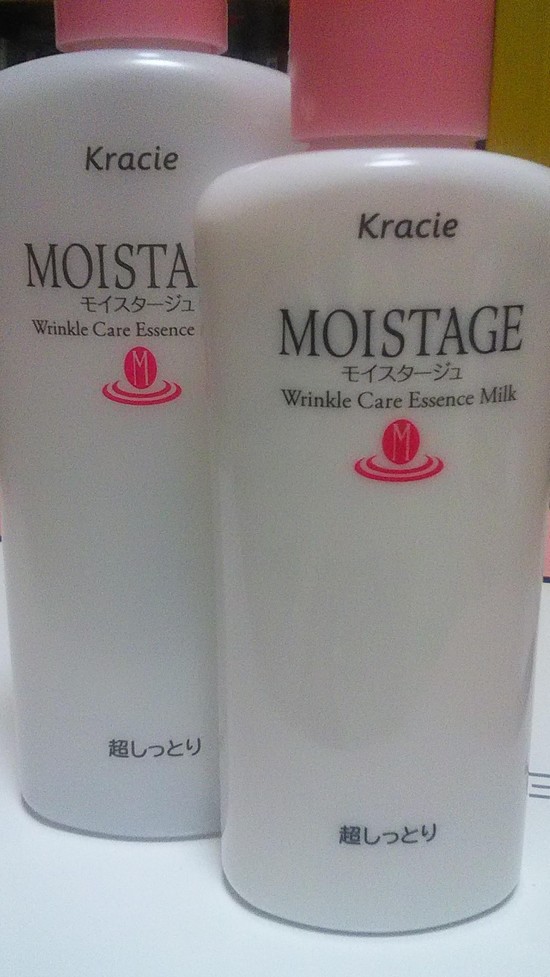 Kracie
MOISTA
モイスタージュ
Wrinkle Care Essence
M
超しっとり
Kracie
MOISTAGE
モイスタージュ
Wrinkle Care Essence Milk
M
超しっとり